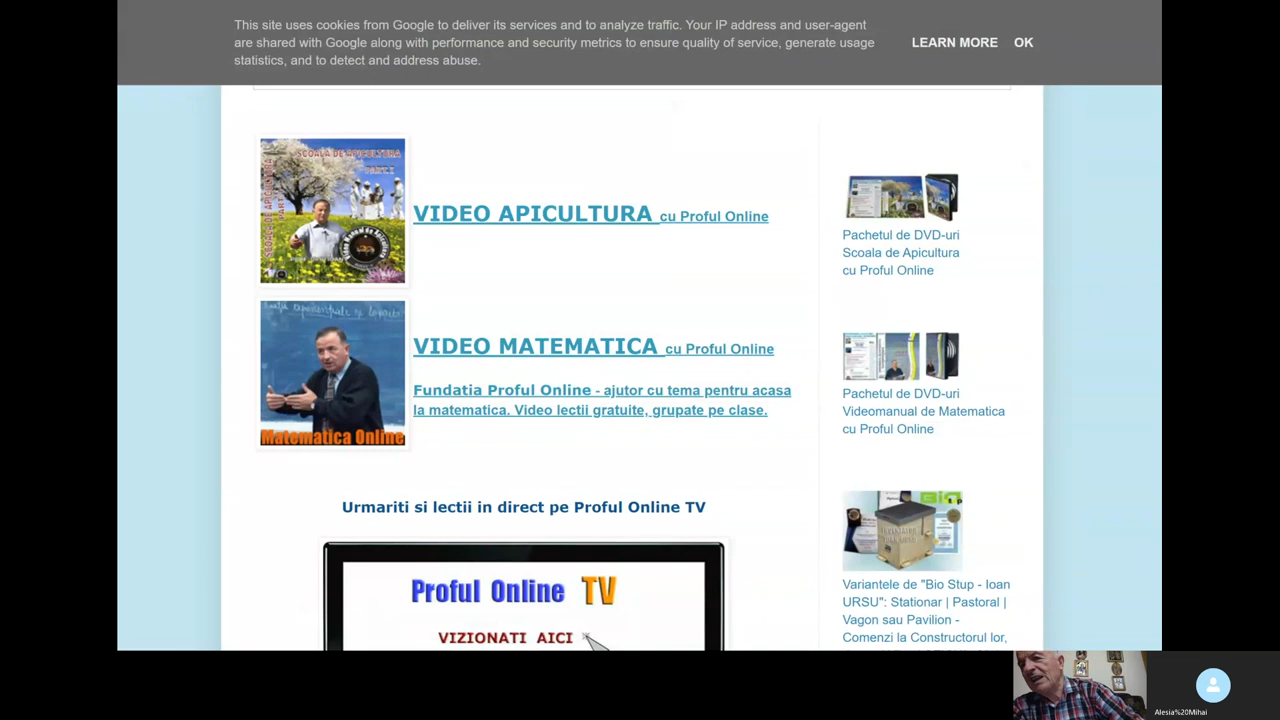 This site uses cookies from Google to deliver its services and to analyze traffic. Your IP address and user-agent
are shared with Google along with performance and security metrics to ensure quality of service, generate usage
statistics, and to detect and address abuse.
LEARN MORE OK
SCOALA DE APICULTURA
PART I
VIDEO APICULTURA cu Proful Online
Matematica Online
VIDEO MATEMATICA cu Proful Online
Fundatia Proful Online - ajutor cu tema pentru acasa
la matematica. Video lectii gratuite, grupate pe clase.
Urmariti si lectii in direct pe Proful Online TV
Proful Online TV
VIZIONATI AICI
Pachetul de DVD-uri
Scoala de Apicultura
cu Proful Online
Pachetul de DVD-uri
Videomanual de Matematica
cu Proful Online
Variantele de "Bio Stup - Ioan
URSU": Stationar | Pastoral |
Vagon sau Pavilion -
Comenzi la Constructorul lor,
Alesia%20Mihai